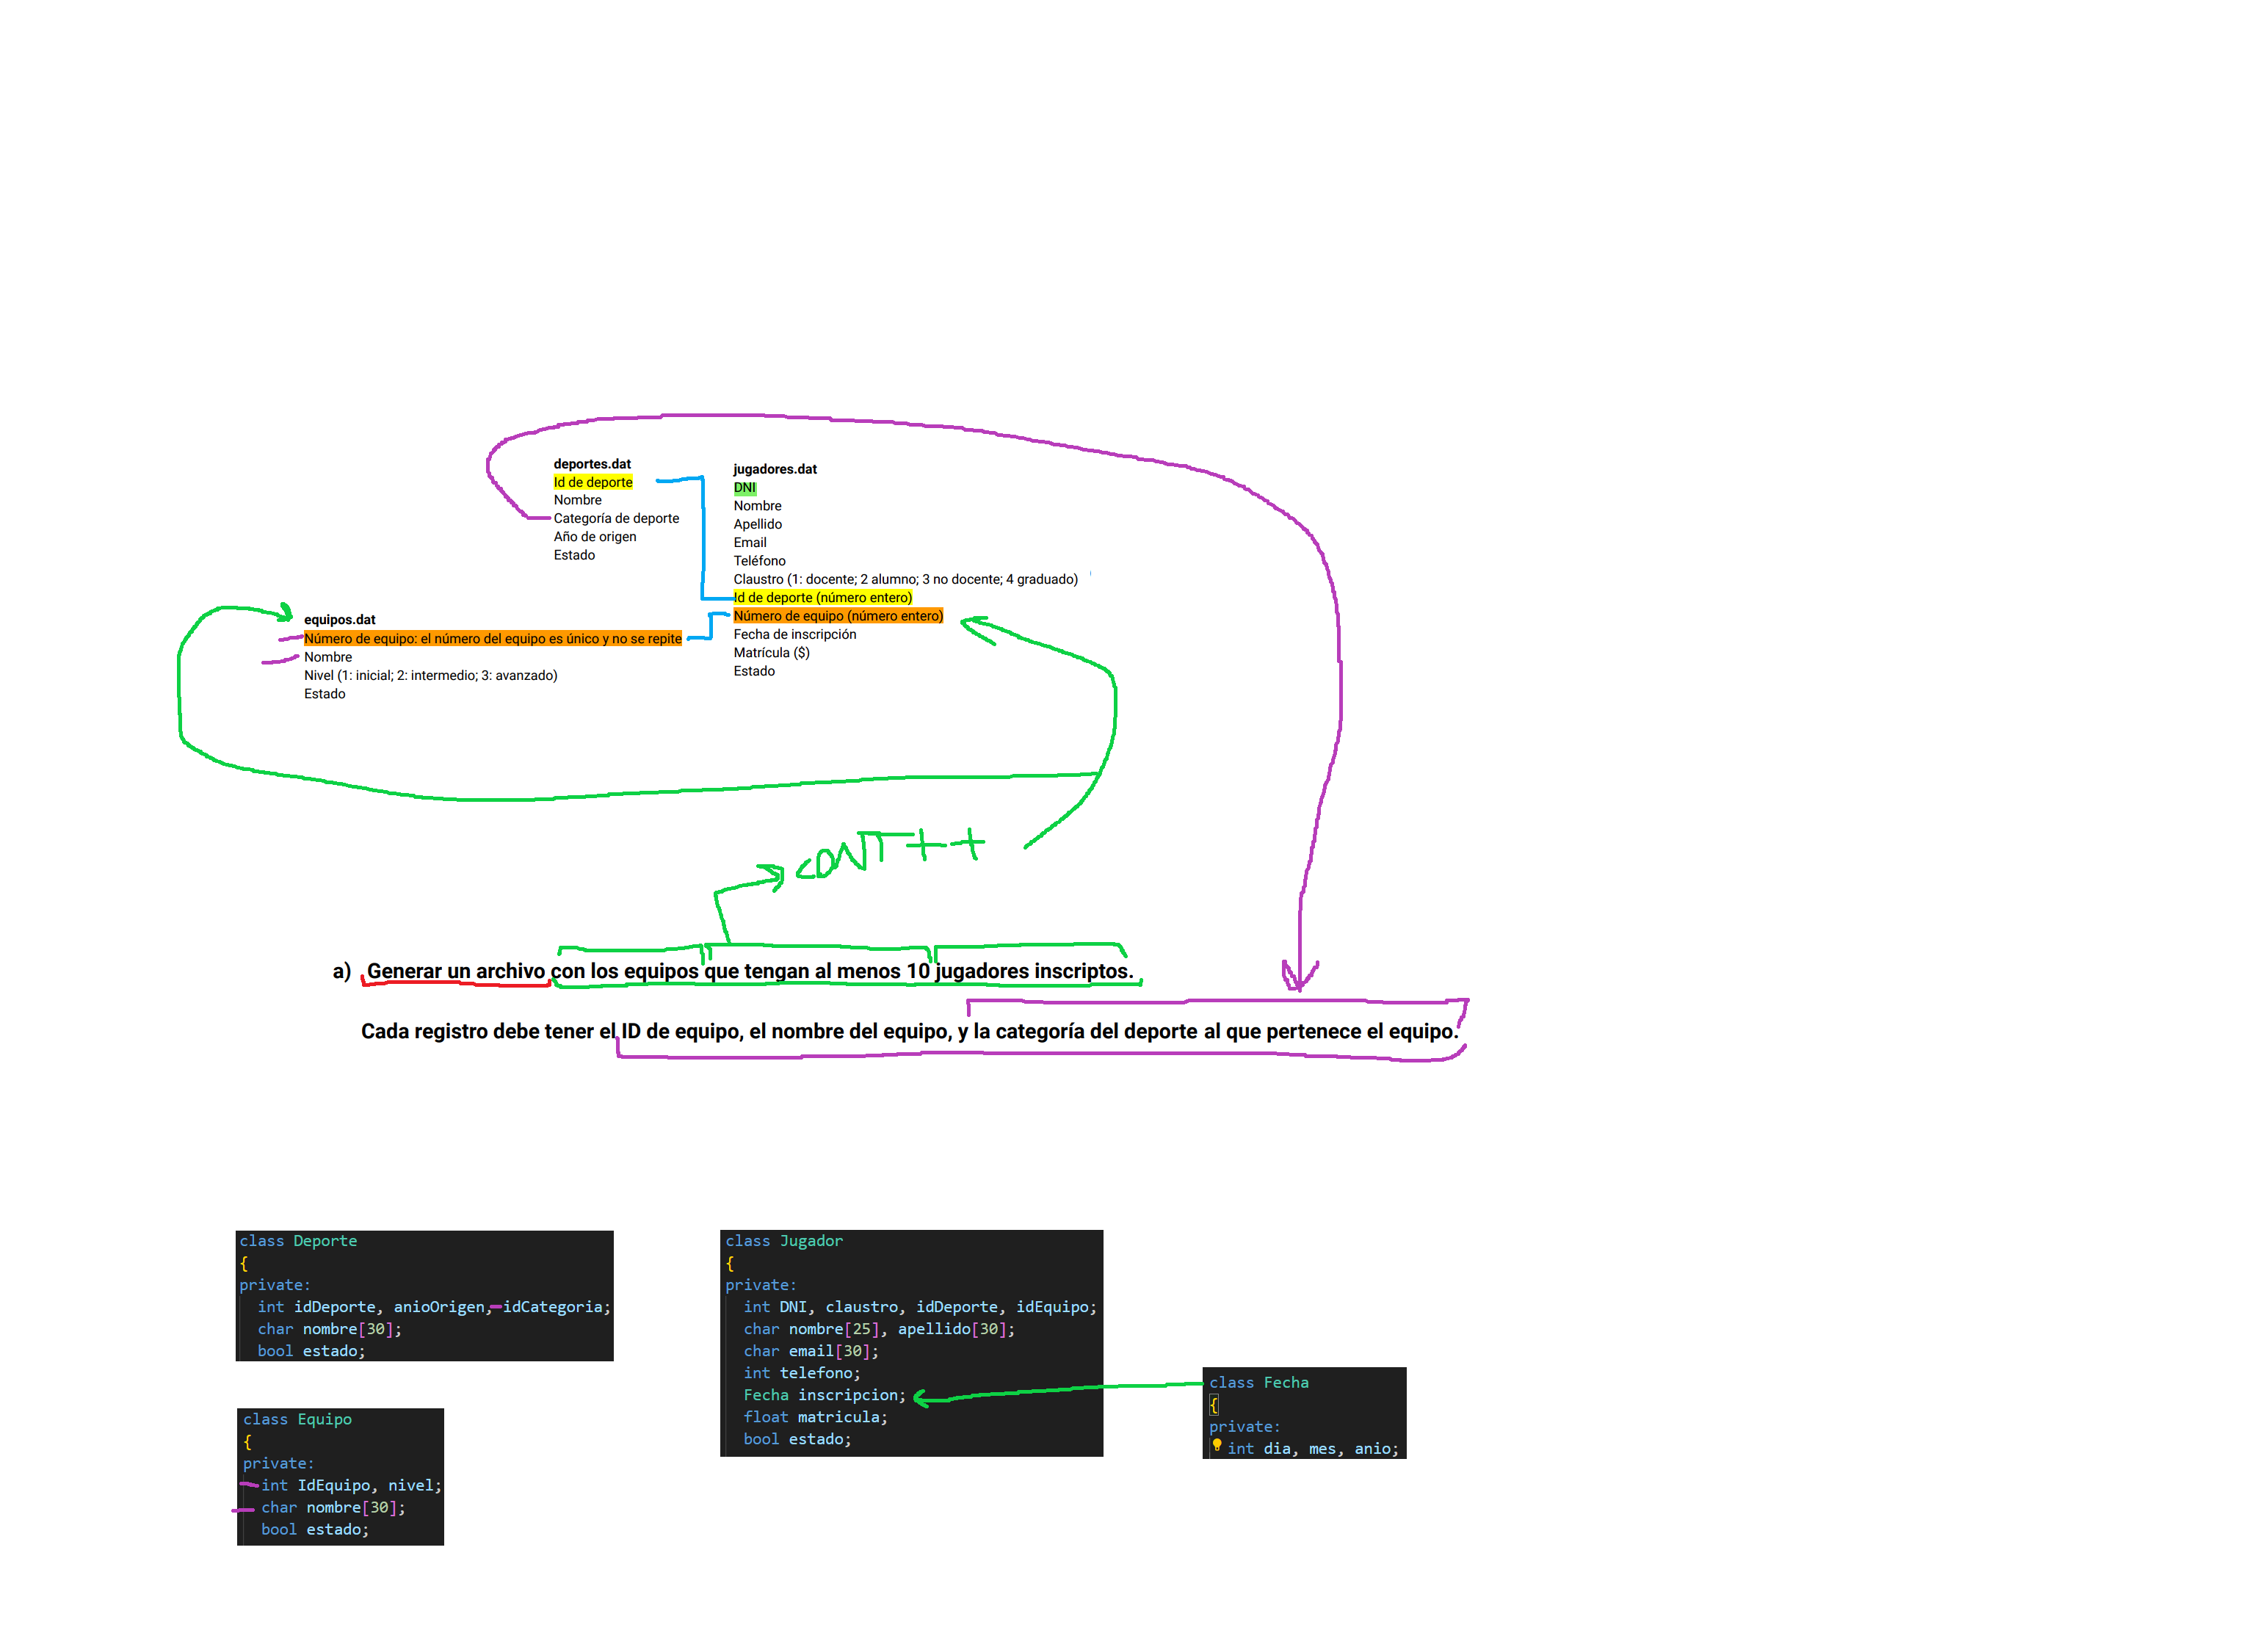 deportes.dat
Id de deporte
Nombre
Categoría de deporte
Año de origen
Estado
jugadores.dat
DNI
Nombre
Apellido
Email
Teléfono
Claustro (1: docente; 2 alumno; 3 no docente; 4 graduado)
Id de deporte (número entero)
Número de equipo (número entero)
Fecha de inscripción
Matrícula ($)
Estado
equipos.dat
Número de equipo: el número del equipo es único y no se repite
Nombre
Nivel (1: inicial; 2: intermedio; 3: avanzado)
Estado
CONT++
a) Generar un archivo con los equipos que tengan al menos 10 jugadores inscriptos.
Cada registro debe tener el ID de equipo, el nombre del equipo, y la categoría del deporte al que pertenece el equipo.
class Deporte
{
private:
int idDeporte, anioOrigen, idCategoria;
char nombre[30];
bool estado;
class Jugador
{
private:
int DNI, claustro, idDeporte, idEquipo;
char nombre[25], apellido[30];
char email[30];
int telefono;
Fecha inscripcion;
float matricula;
bool estado;
class Fecha
{
private:
int dia, mes, anio;
class Equipo
{
private:
int IdEquipo, nivel;
char nombre[30];
bool estado;